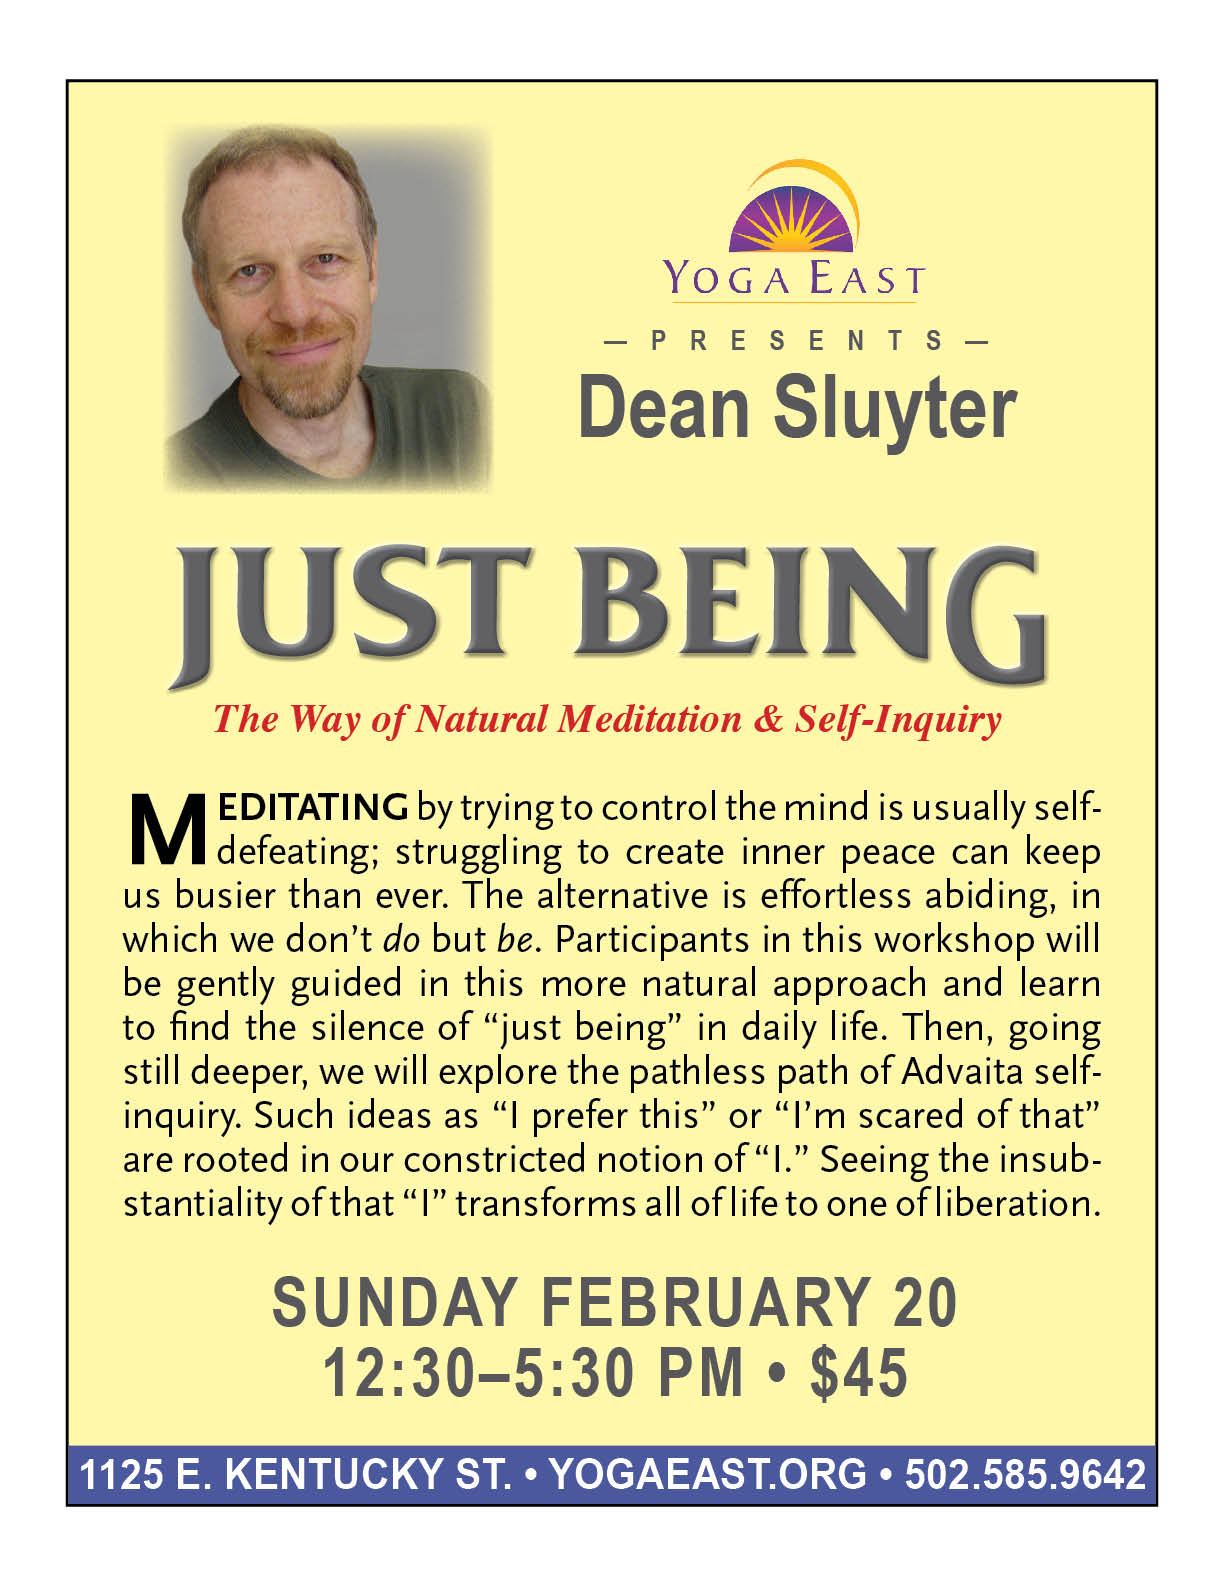 YOGA EAST
— PRESENTS —
Dean Sluyter
JUST BEING
The Way of Natural Meditation & Self-Inquiry
MEDITATING by trying to control the mind is usually self-
defeating; struggling to create inner peace can keep
us busier than ever. The alternative is effortless abiding, in
which we don’t do but be. Participants in this workshop will
be gently guided in this more natural approach and learn
to find the silence of “just being” in daily life. Then, going
still deeper, we will explore the pathless path of Advaita self-
inquiry. Such ideas as “I prefer this” or “I’m scared of that”
are rooted in our constricted notion of “I.” Seeing the insub-
stantiality of that “I” transforms all of life to one of liberation.
SUNDAY FEBRUARY 20
12:30–5:30 PM • $45
1125 E. KENTUCKY ST. • YOGAEAST.ORG • 502.585.9642